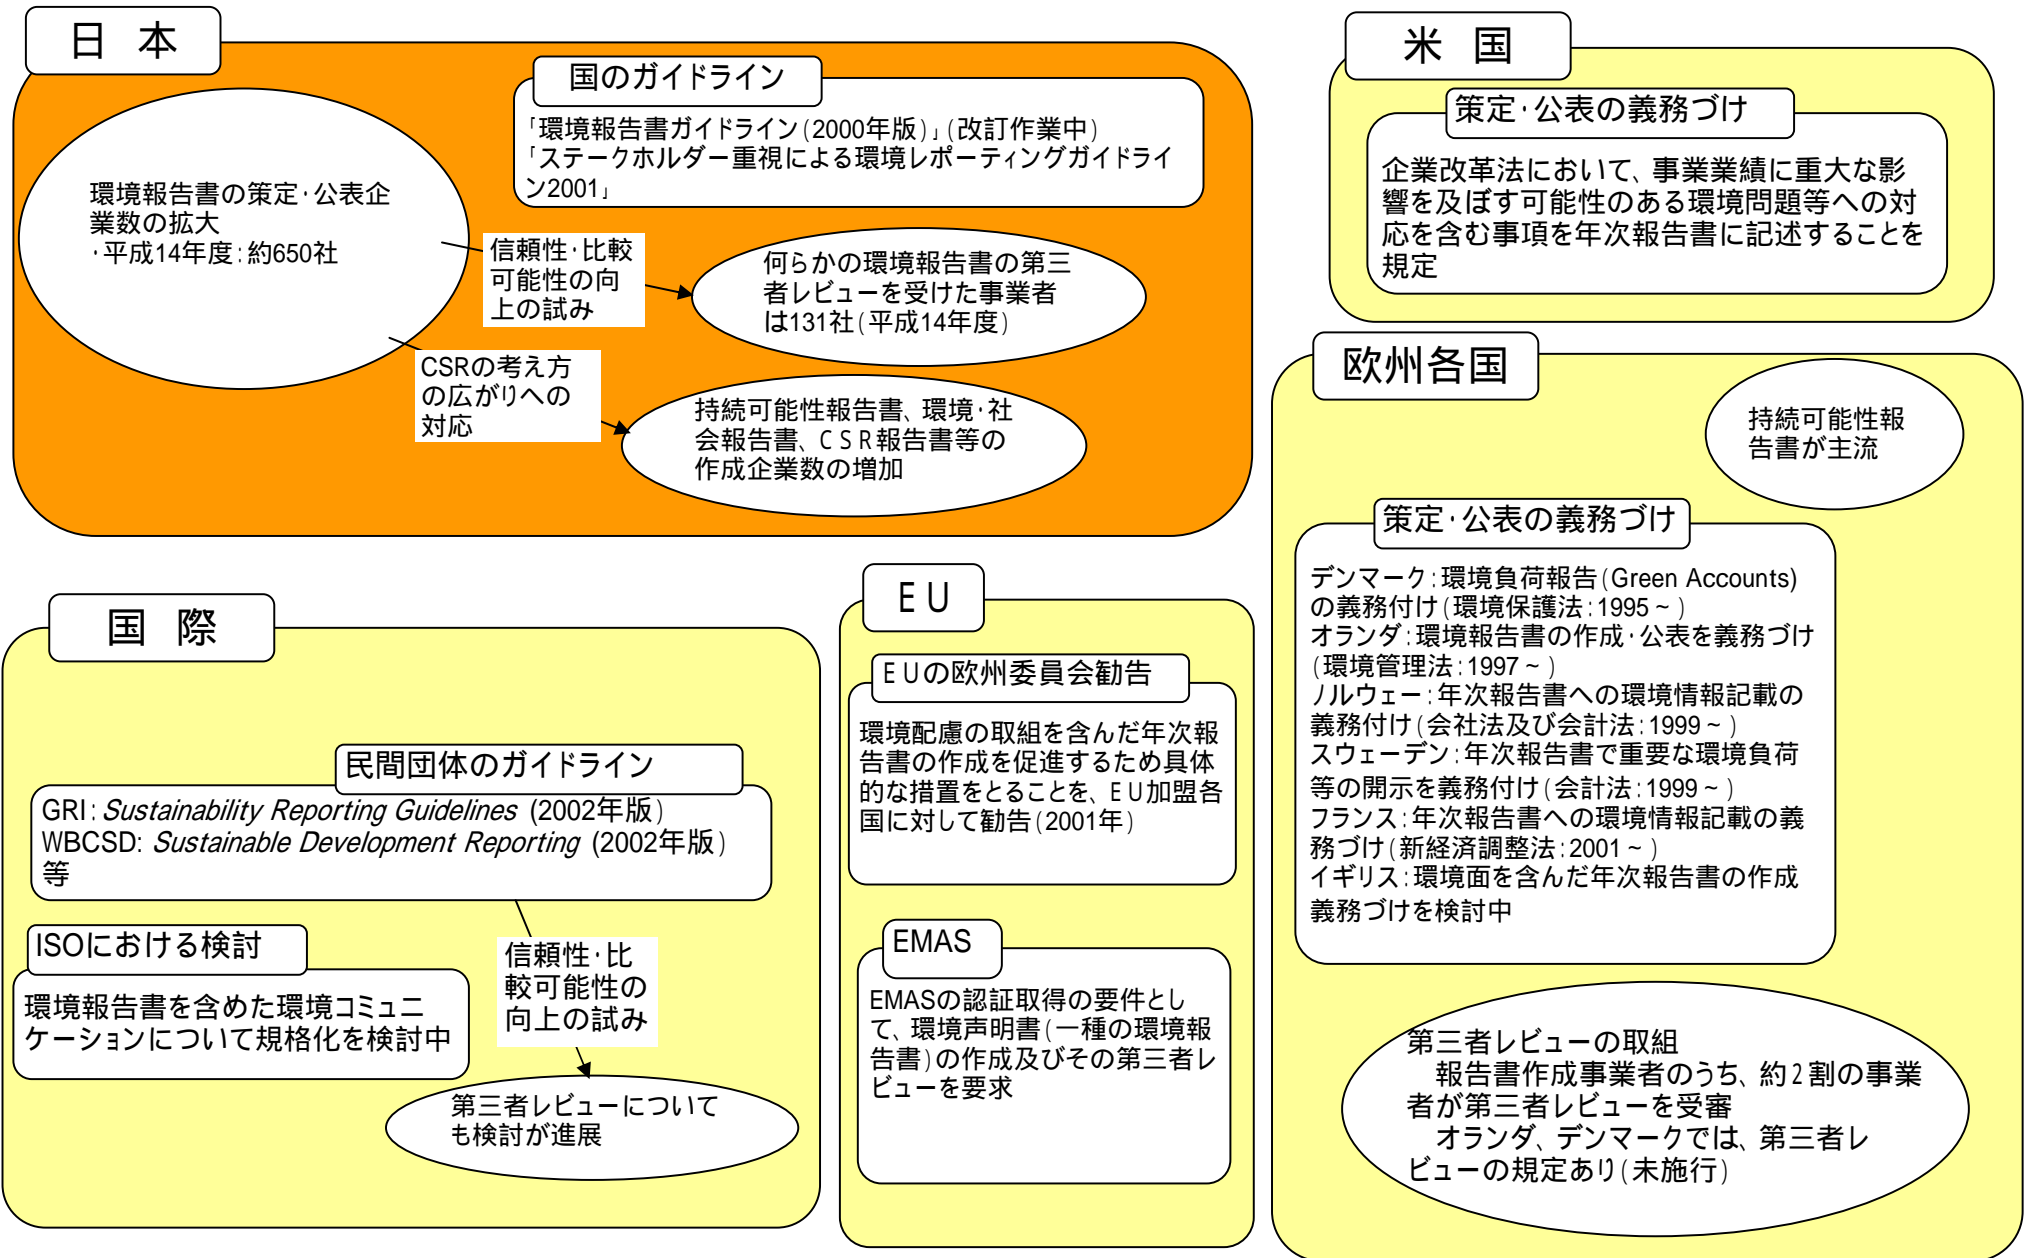 日 本
国のガイドライン
「環境報告書ガイドライン(2000年版)」(改訂作業中)
「ステークホルダー重視による環境レポーティングガイドライ
ン2001」
環境報告書の策定・公表企
業数の拡大
・平成14年度：約650社
信頼性・比較
可能性の向
上の試み
何らかの環境報告書の第三
者レビューを受けた事業者
は131社(平成14年度)
CSRの考え方
の広がりへの
対応
持続可能性報告書、環境・社
会報告書、CSR報告書等の
作成企業数の増加
米 国
策定・公表の義務づけ
企業改革法において、事業業績に重大な影
響を及ぼす可能性のある環境問題等への対
応を含む事項を年次報告書に記述することを
規定
欧州各国
持続可能性報
告書が主流
策定・公表の義務づけ
デンマーク：環境負荷報告(Green Accounts)
の義務付け(環境保護法：1995～)
オランダ：環境報告書の作成・公表を義務づけ
(環境管理法：1997～)
ノルウェー：年次報告書への環境情報記載の
義務付け(会社法及び会計法：1999～)
スウェーデン：年次報告書で重要な環境負荷
等の開示を義務付け(会計法：1999～)
フランス：年次報告書への環境情報記載の義
務づけ(新経済調整法：2001～)
イギリス：環境面を含んだ年次報告書の作成
義務づけを検討中
第三者レビューの取組
報告書作成事業者のうち、約2割の事業
者が第三者レビューを受審
オランダ、デンマークでは、第三者レ
ビューの規定あり(未施行)
国 際
民間団体のガイドライン
GRI: Sustainability Reporting Guidelines (2002年版)
WBCSD: Sustainable Development Reporting (2002年版)
等
ISOにおける検討
環境報告書を含めた環境コミュニ
ケーションについて規格化を検討中
信頼性・比
較可能性の
向上の試み
第三者レビューについて
も検討が進展
EU
EUの欧州委員会勧告
環境配慮の取組を含んだ年次報
告書の作成を促進するため具体
的な措置をとることを、EU加盟各
国に対して勧告(2001年)
EMAS
EMASの認証取得の要件とし
て、環境声明書(一種の環境報
告書)の作成及びその第三者レ
ビューを要求